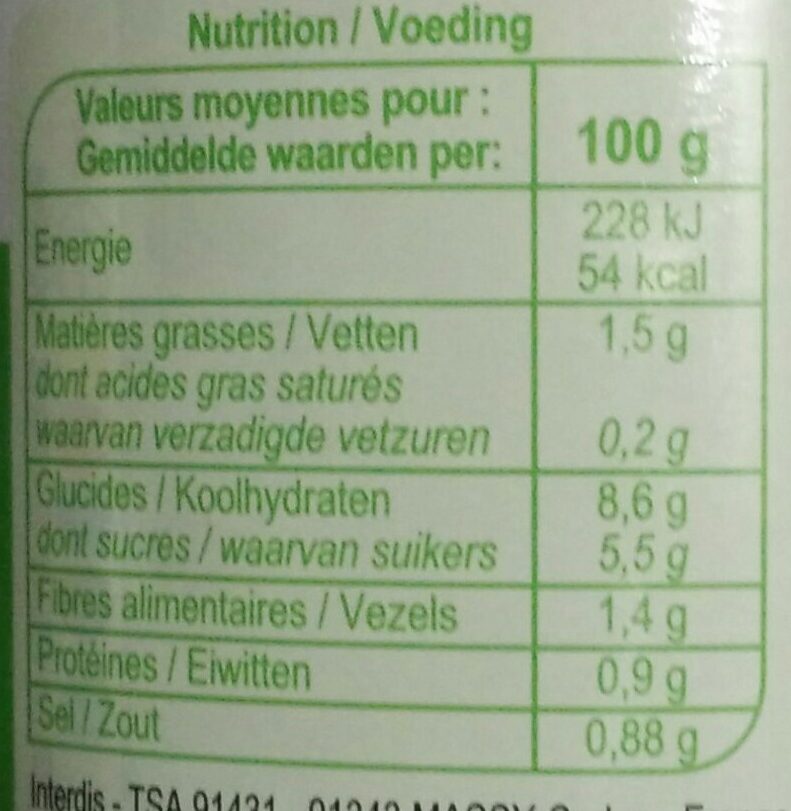 Nutrition / Voeding
Valeurs moyennes pour :
Gemiddelde waarden per:
100 g
Energie
228 kJ
54 kcal
Matières grasses / Vetten 1,5 g
dont acides gras saturés
waarvan verzadigde vetzuren 0,2 g
Glucides / Koolhydraten 8,6 g
dont sucres / waarvan suikers 5,5 g
Fibres alimentaires / Vezels 1,4 g
Protéines / Eiwitten 0,9 g
Sel / Zout 0,88 g
Interdis - TSA 91431